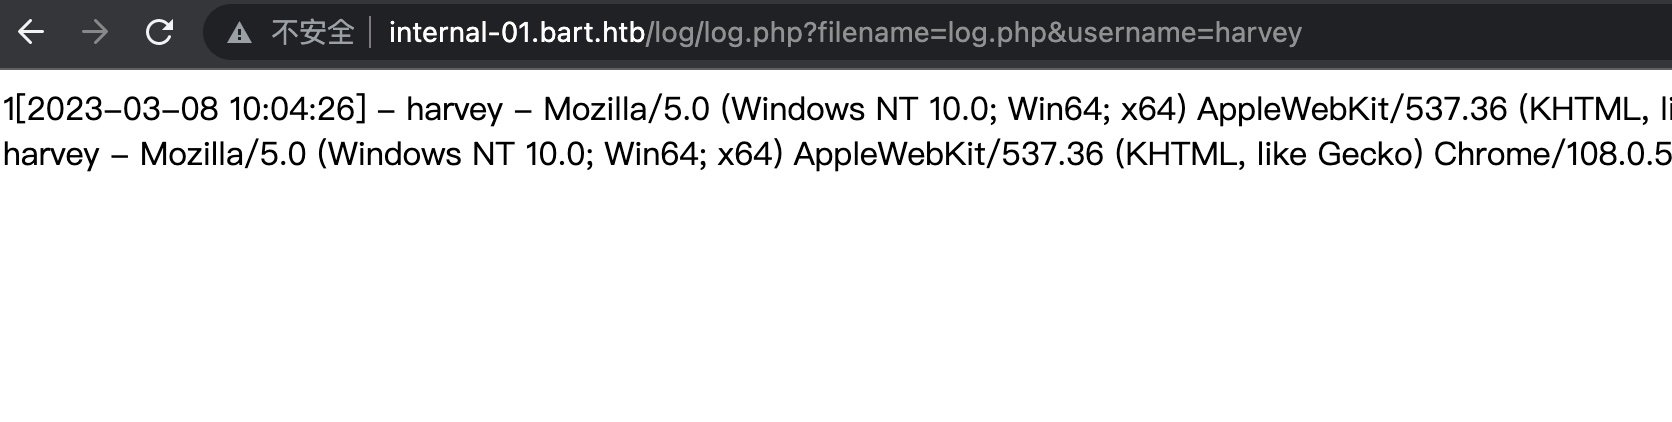 不安全 internal-01.bart.htb/log/log.php?filename=log.php&username=harvey
1[2023-03-08 10:04:26] - harvey - Mozilla/5.0 (Windows NT 10.0; Win64; x64) AppleWebKit/537.36 (KHTML,
harvey - Mozilla/5.0 (Windows NT 10.0; Win64; x64) AppleWebKit/537.36 (KHTML, like Gecko) Chrome/108.0.5